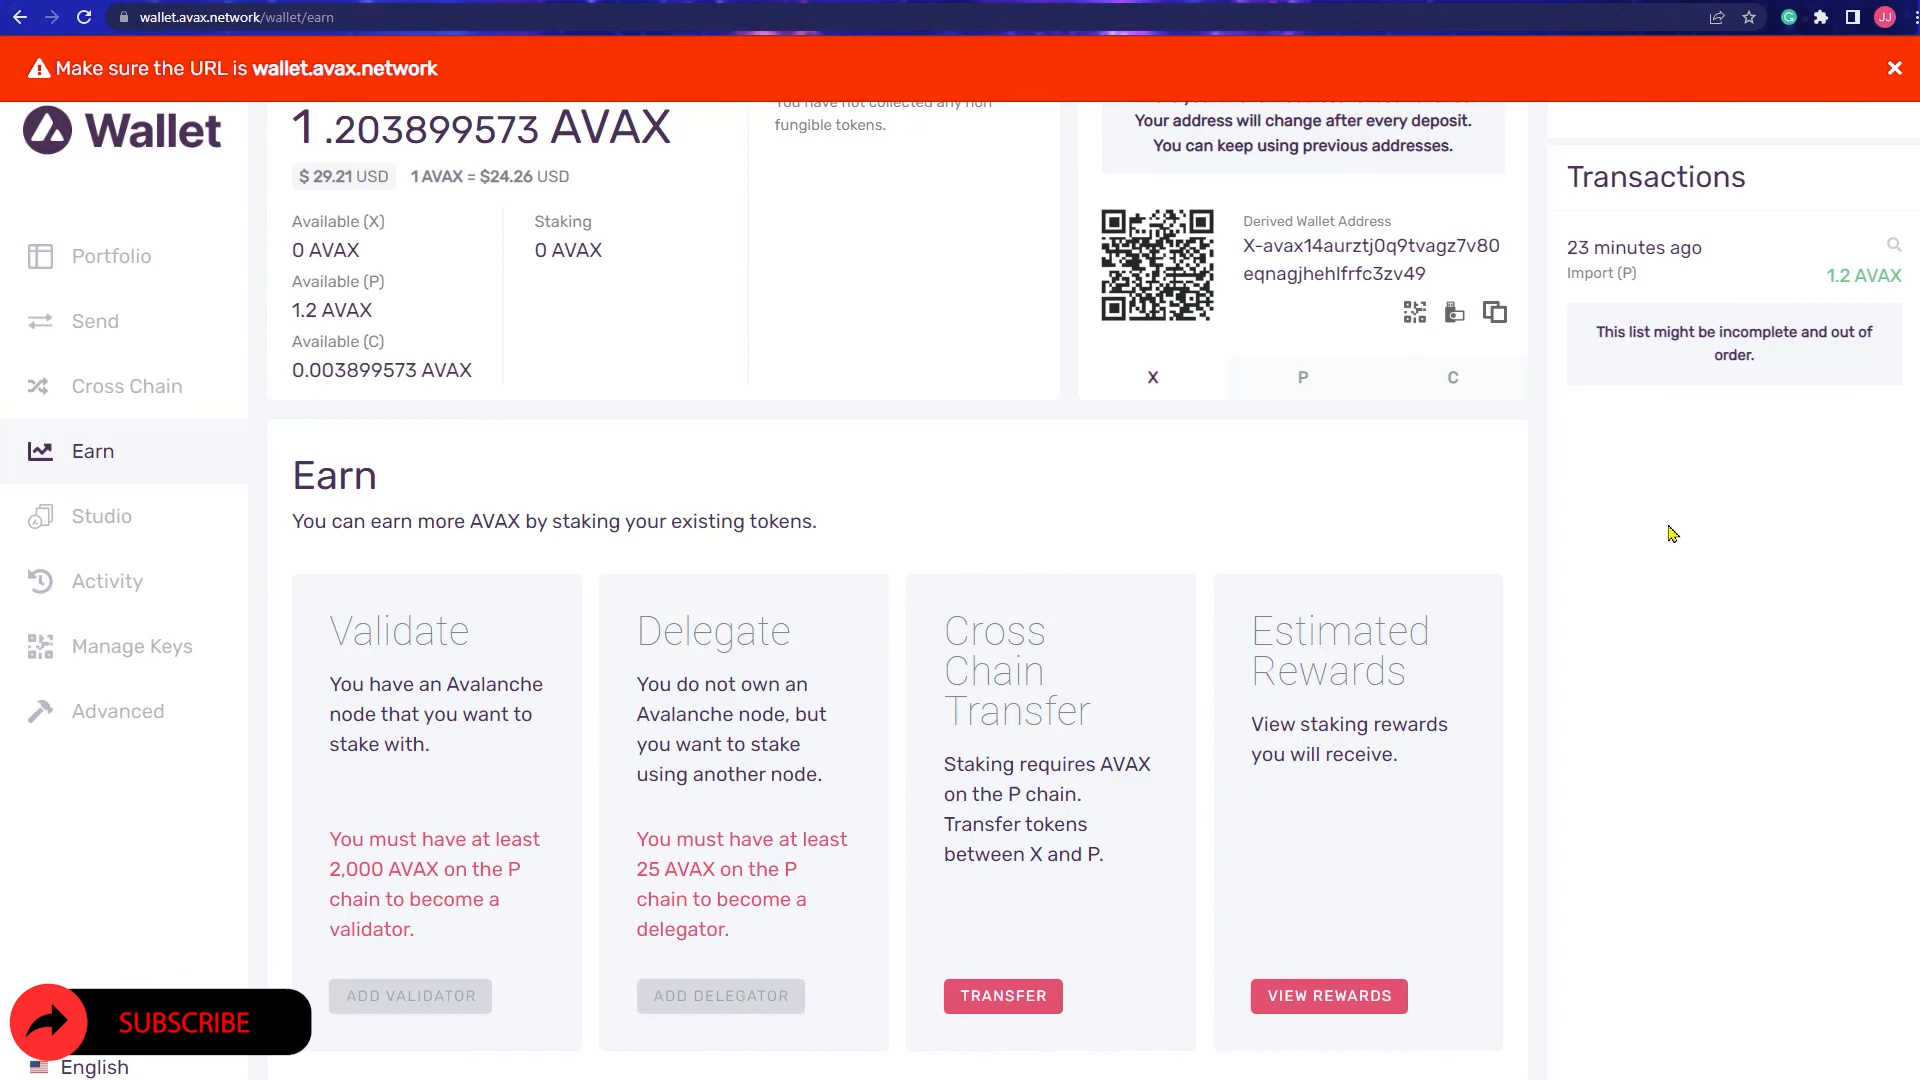 wallet.avax.network/wallet/earn
JJ
Make sure the URL is wallet.avax.network
Wallet
Portfolio
Send
Cross Chain
Earn
Studio
Activity
Manage Keys
Advanced
SUBSCRIBE
English
1.203899573 AVAX
$ 29.21 USD 1 AVAX = $24.26 USD
Available (X)
0 AVAX
Available (P)
1.2 AVAX
Available (C)
0.003899573 AVAX
Staking
0 AVAX
You have not collected any non
fungible tokens.
Your address will change after every deposit.
You can keep using previous addresses.
Derived Wallet Address
X-avax14aurztj0q9tvagz7v80
eqnagjhehlfrfc3zv49
X P C
Earn
You can earn more AVAX by staking your existing tokens.
Validate
You have an Avalanche
node that you want to
stake with.
You must have at least
2,000 AVAX on the P
chain to become a
validator.
ADD VALIDATOR
Delegate
You do not own an
Avalanche node, but
you want to stake
using another node.
You must have at least
25 AVAX on the P
chain to become a
delegator.
ADD DELEGATOR
Cross
Chain
Transfer
Staking requires AVAX
on the P chain.
Transfer tokens
between X and P.
TRANSFER
Estimated
Rewards
View staking rewards
you will receive.
VIEW REWARDS
Transactions
23 minutes ago
Import (P)
1.2 AVAX
This list might be incomplete and out of
order.